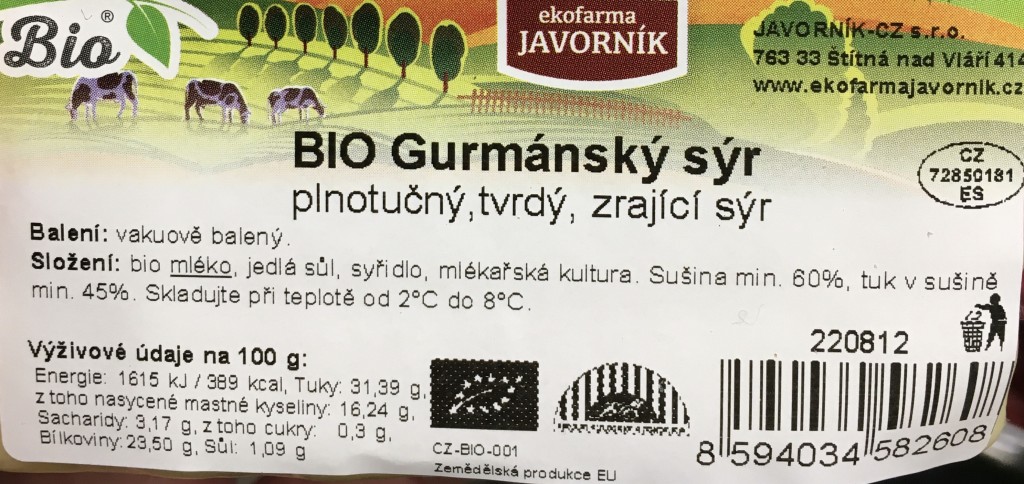 Bio®
ekofarma
JAVORNÍK
JAVORNÍK-CZ s.r.o.
763 33 Štítná nad Vláří 414
www.ekofarmajavornik.cz
BIO Gurmánský sýr
plnotučný, tvrdý, zrající sýr
CZ
72850181
ES
Balení: vakuově balený.
Složení: bio mléko, jedlá sůl, syřidlo, mlékařská kultura. Sušina min. 60%, tuk v sušině
min. 45%. Skladujte při teplotě od 2°C do 8°C.
220812
Výživové údaje na 100 g:
Energie: 1615 kJ / 389 kcal, Tuky: 31,39 g,
z toho nasycené mastné kyseliny: 16,24 g,
Sacharidy: 3,17 g, z toho cukry: 0,3 g,
Bílkoviny: 23,50 g, Sůl: 1,09 g
CZ-BIO-001
Zemědělská produkce EU
8 594034 582608